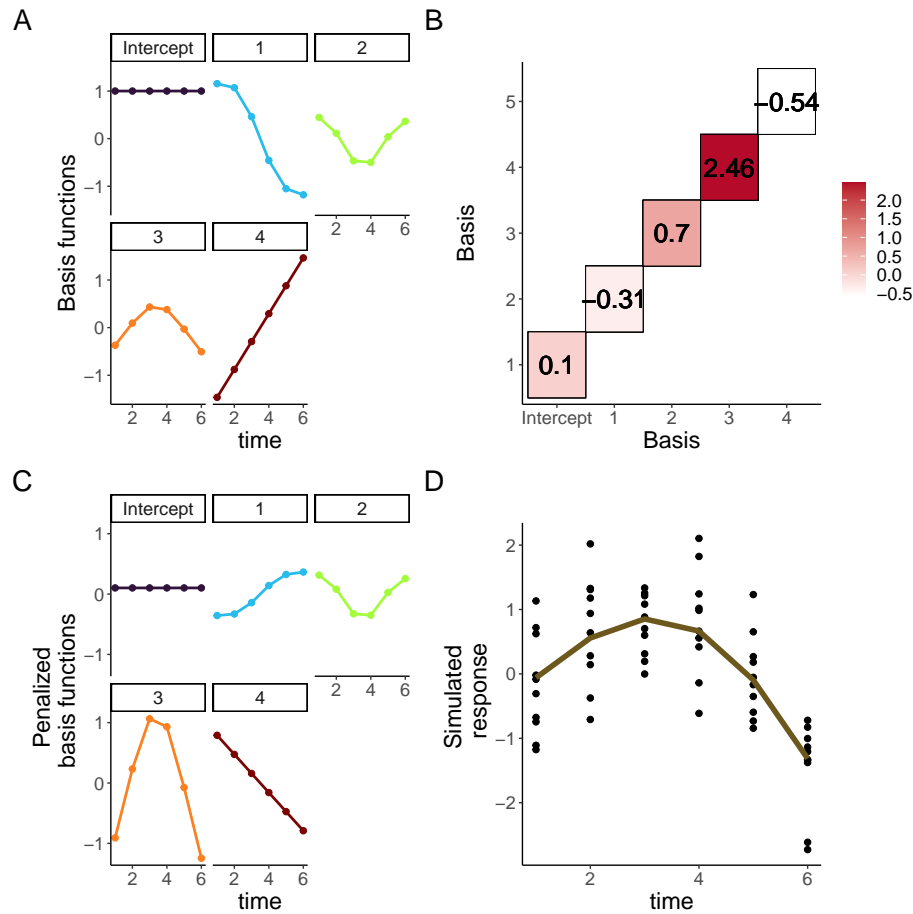 A
Intercept 1 2
1
0
−1
2 4 6
3 4
1
0
−1
2 4 6 2 4 6
time
Basis functions
B
5
4
3
2
1
−0.54
2.46
0.7
−0.31
0.1
Intercept 1 2 3 4
Basis
Basis
2.0
1.5
1.0
0.5
0.0
−0.5
C
Intercept 1 2
1
0
−1
2 4 6
3 4
1
0
−1
2 4 6 2 4 6
time
Penalized
basis functions
D
2
1
0
−1
−2
2 4 6
time
Simulated
response